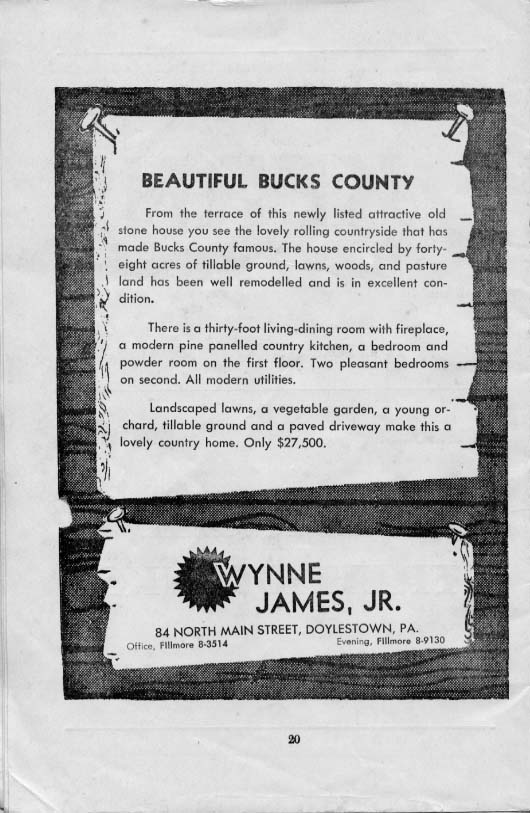 BEAUTIFUL BUCKS COUNTY
From the terrace of this newly listed attractive old
stone house you see the lovely rolling countryside that has
made Bucks County famous. The house encircled by forty-
eight acres of tillable ground, lawns, woods, and pasture
land has been well remodelled and is in excellent con-
dition.
There is a thirty-foot living-dining room with fireplace,
a modern pine panelled country kitchen, a bedroom and
powder room on the first floor. Two pleasant bedrooms
on second. All modern utilities.
Landscaped lawns, a vegetable garden, a young or-
chard, tillable ground and a paved driveway make this a
lovely country home. Only $27,500.
WYNNE
JAMES, JR.
84 NORTH MAIN STREET, DOYLESTOWN, PA.
Office, Fillmore 8-3514 Evening, Fillmore 8-9130
20